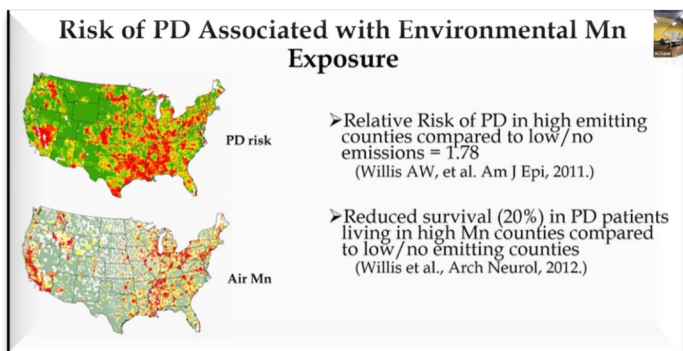 Risk of PD Associated with Environmental Mn
Exposure
PD risk
➢Relative Risk of PD in high emitting
counties compared to low/no
emissions = 1.78
(Willis AW, et al. Am J Epi, 2011.)
Air Mn
➢Reduced survival (20%) in PD patients
living in high Mn counties compared
to low/no emitting counties
(Willis et al., Arch Neurol, 2012.)